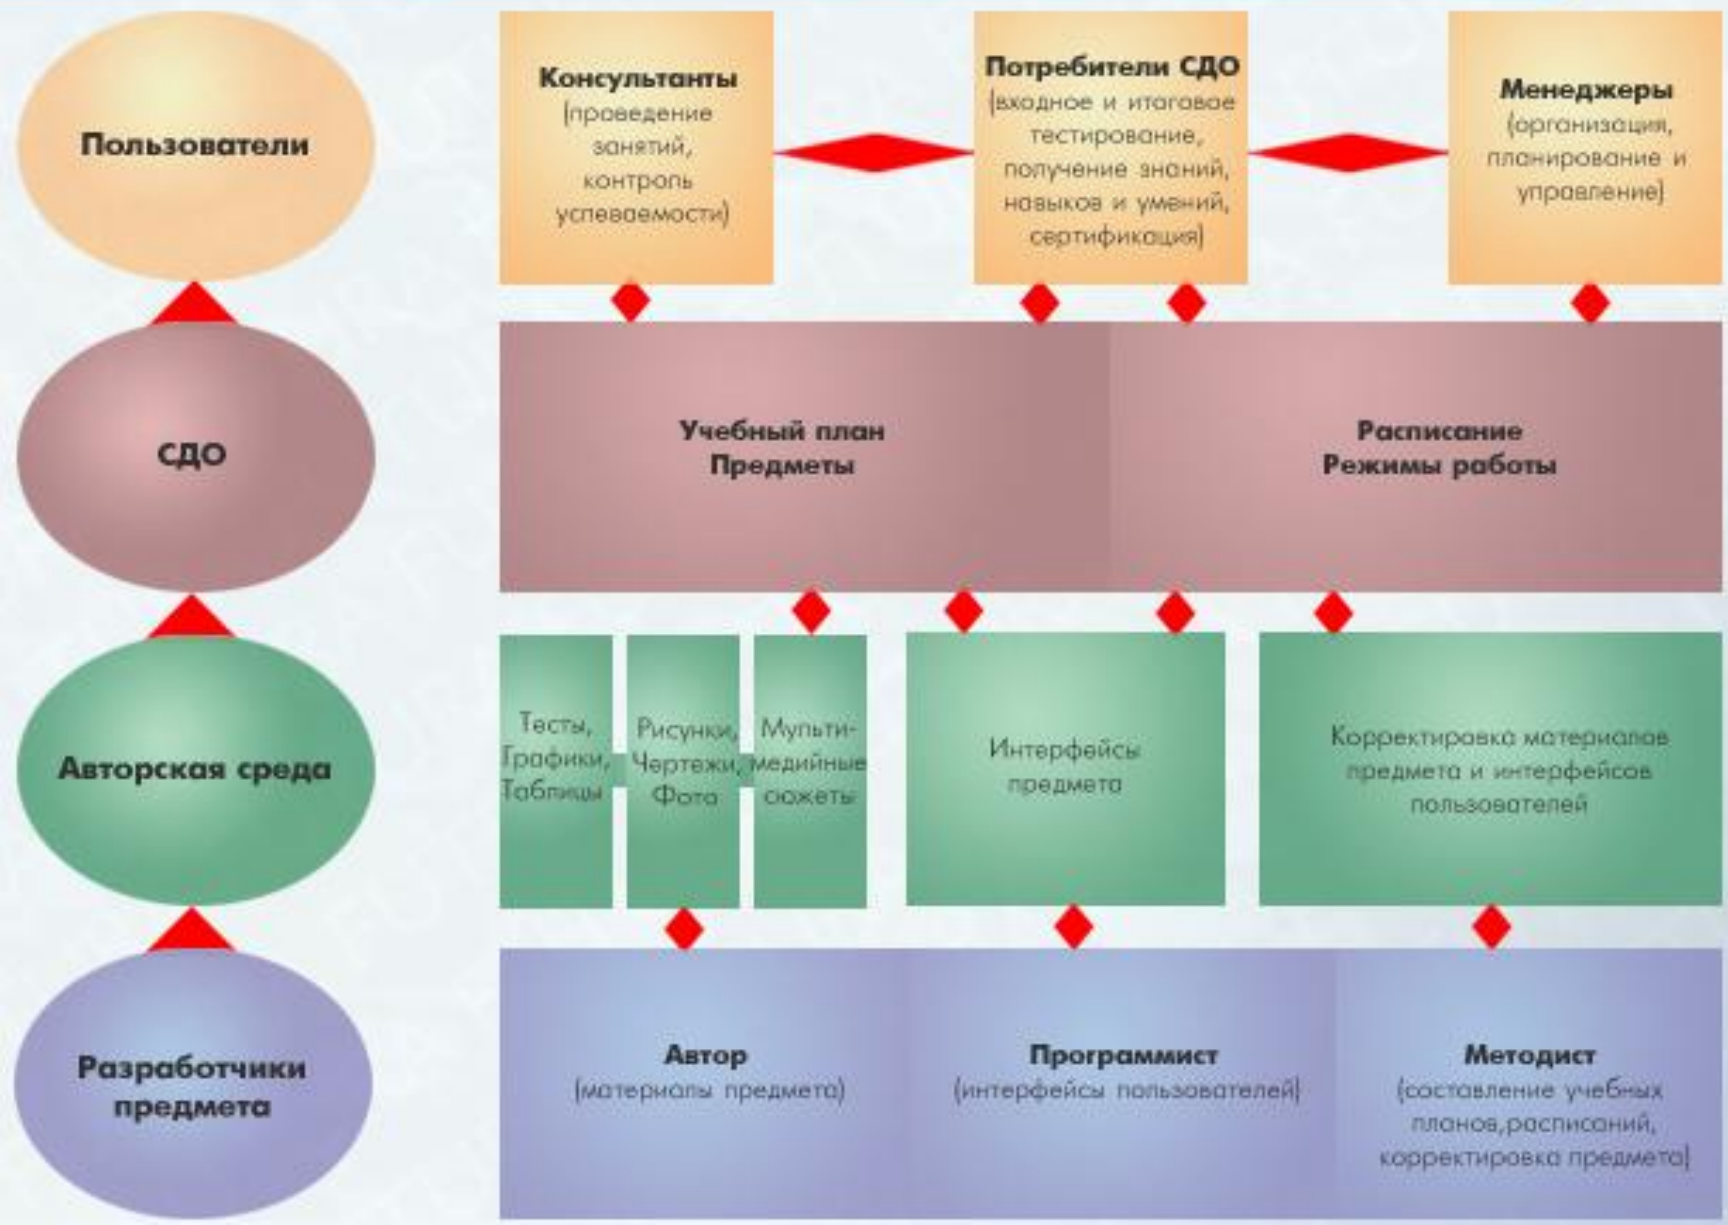 Пользователи
Консультанты
(проведение
занятий,
контроль
успеваемости)
Потребители СДО
(входное и итоговое
тестирование,
получение знаний,
навыков и умений,
сертификация)
Менеджеры
(организация,
планирование и
управление)
СДО
Учебный план
Предметы
Расписание
Режимы работы
Авторская среда
Тесты,
Графики,
Таблицы
Рисунки,
Чертежи,
Фото
Мульти-
медийные
сюжеты
Интерфейсы
предмета
Корректировка материалов
предмета и интерфейсов
пользователей
Разработчики
предмета
Автор
(материалы предмета)
Программист
(интерфейсы пользователей)
Методист
(составление учебных
планов,расписаний,
корректировка предмета)